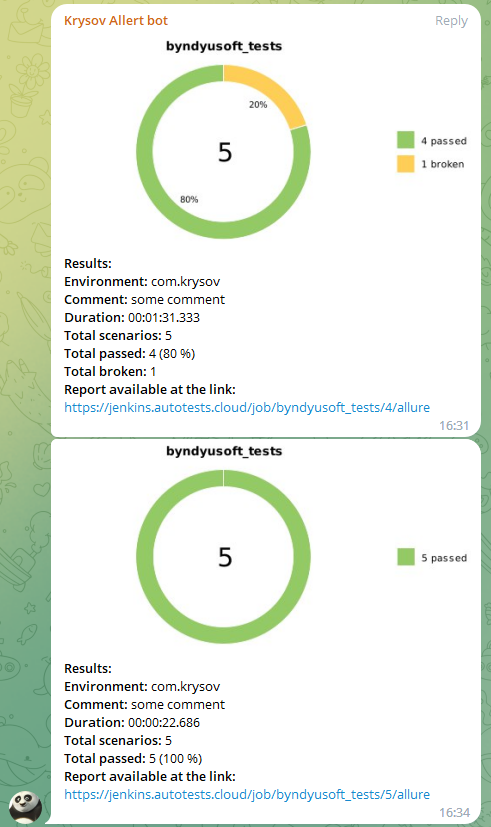 Krysov Allert bot
Reply
byndyusoft_tests
20%
5
80%
4 passed
1 broken
Results:
Environment: com.krysov
Comment: some comment
Duration: 00:01:31.333
Total scenarios: 5
Total passed: 4 (80 %)
Total broken: 1
Report available at the link:
https://jenkins.autotests.cloud/job/byndyusoft_tests/4/allure
16:31
byndyusoft_tests
5
5 passed
Results:
Environment: com.krysov
Comment: some comment
Duration: 00:00:22.686
Total scenarios: 5
Total passed: 5 (100 %)
Report available at the link:
https://jenkins.autotests.cloud/job/byndyusoft_tests/5/allure
16:34